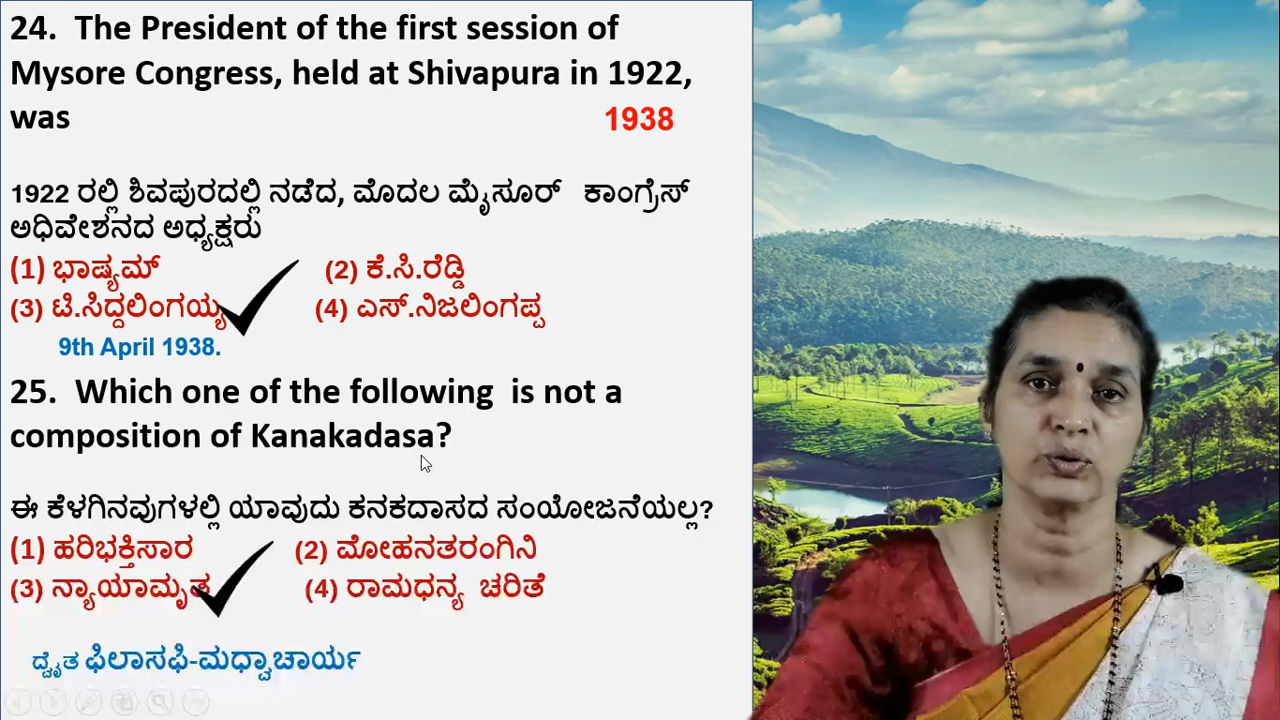 24. The President of the first session of
Mysore Congress, held at Shivapura in 1922,
was
1938
1922 ರಲ್ಲಿ ಶಿವಪುರದಲ್ಲಿ ನಡೆದ, ಮೊದಲ ಮೈಸೂರ್ ಕಾಂಗ್ರೆಸ್
ಅಧಿವೇಶನದ ಅಧ್ಯಕ್ಷರು
(1) ಭಾಷ್ಯಮ್ (2) ಕೆ.ಸಿ.ರೆಡ್ಡಿ
(3) ಟಿ.ಸಿದ್ದಲಿಂಗಯ್ಯ (4) ಎಸ್.ನಿಜಲಿಂಗಪ್ಪ
9th April 1938.
25. Which one of the following is not a
composition of Kanakadasa?
ಈ ಕೆಳಗಿನವುಗಳಲ್ಲಿ ಯಾವುದು ಕನಕದಾಸದ ಸಂಯೋಜನೆಯಲ್ಲ?
(1) ಹರಿಭಕ್ತಿಸಾರ (2) ಮೋಹನತರಂಗಿನಿ
(3) ನ್ಯಾಯಾಮೃತ (4) ರಾಮಧನ್ಯ ಚರಿತೆ
ದ್ವೈತ ಫಿಲಾಸಫಿ-ಮಧ್ವಾಚಾರ್ಯ